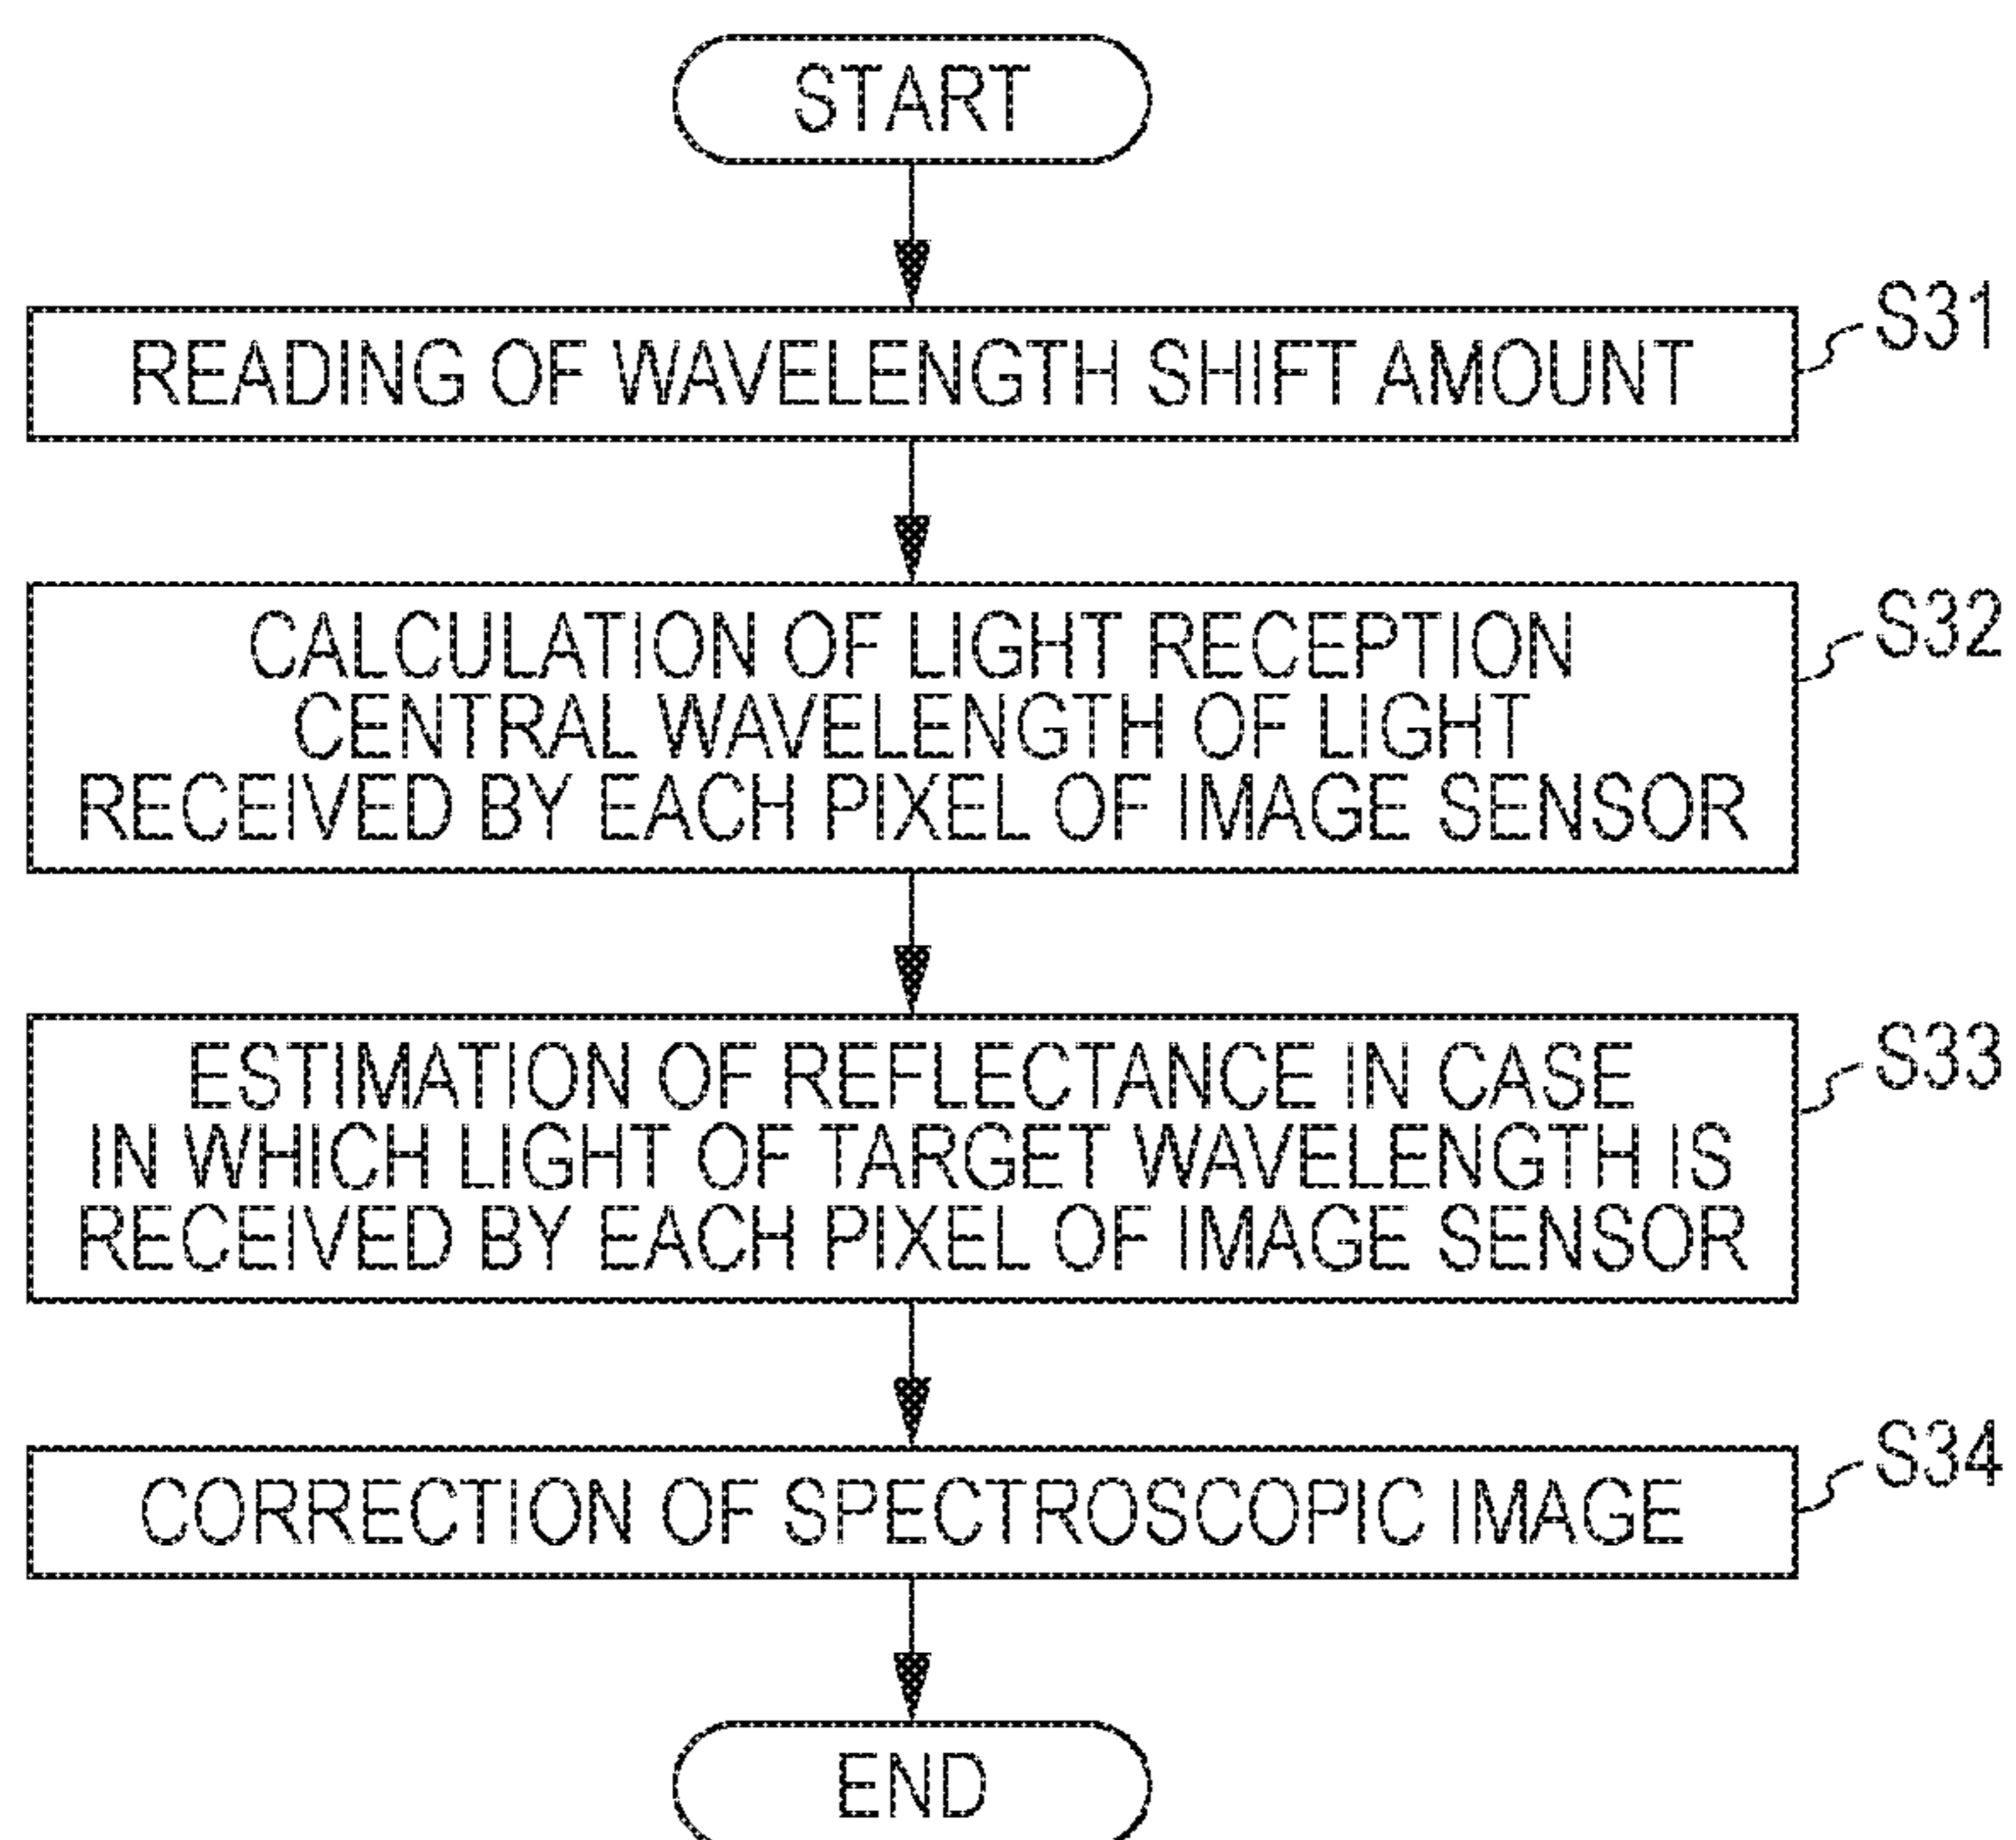 START
READING OF WAVELENGTH SHIFT AMOUNT
S31
CALCULATION OF LIGHT RECEPTION
CENTRAL WAVELENGTH OF LIGHT
RECEIVED BY EACH PIXEL OF IMAGE SENSOR
S32
ESTIMATION OF REFLECTANCE IN CASE
IN WHICH LIGHT OF TARGET WAVELENGTH IS
RECEIVED BY EACH PIXEL OF IMAGE SENSOR
S33
CORRECTION OF SPECTROSCOPIC IMAGE
S34
END